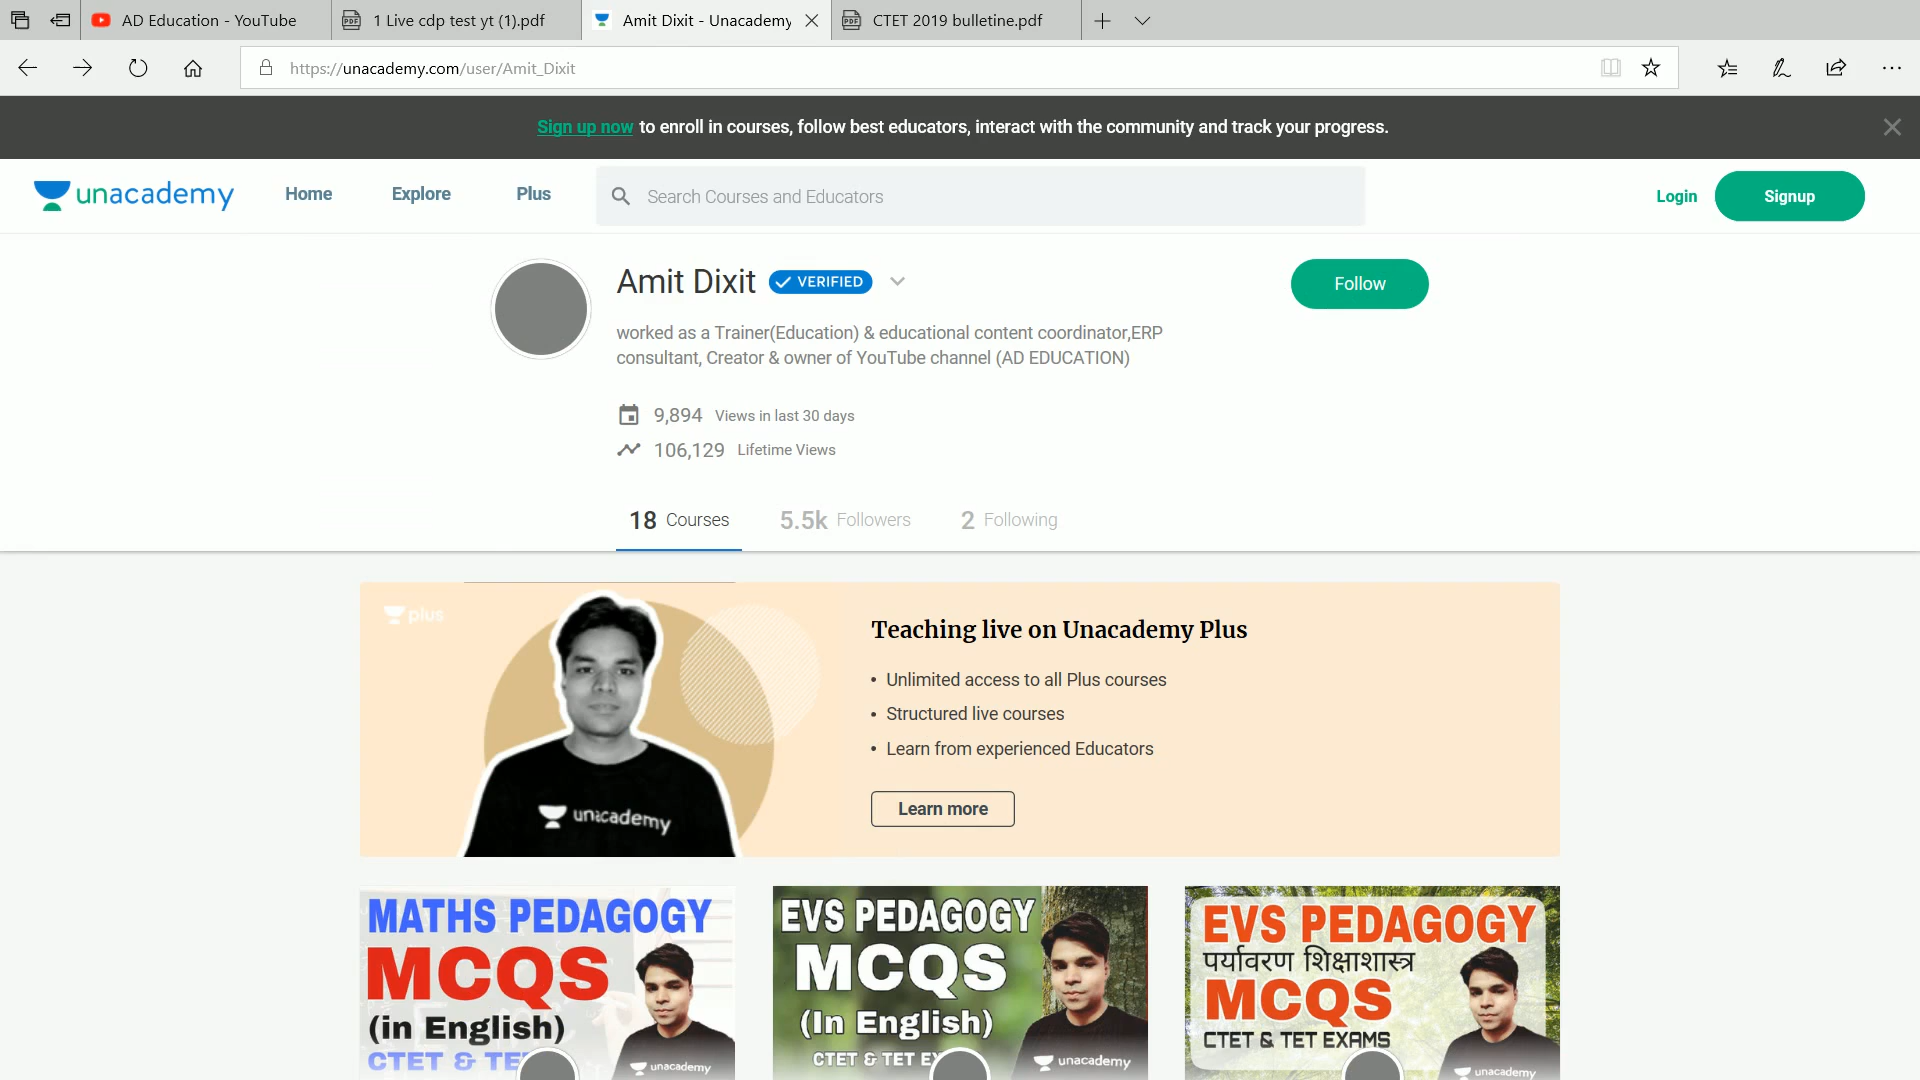 AD Education - YouTube
1 Live cdp test yt (1).pdf
Amit Dixit - Unacademy
CTET 2019 bulletine.pdf
https://unacademy.com/user/Amit_Dixit
Sign up now to enroll in courses, follow best educators, interact with the community and track your progress.
unacademy
Home
Explore
Plus
Search Courses and Educators
Login
Signup
Amit Dixit
VERIFIED
Follow
worked as a Trainer(Education) & educational content coordinator,ERP
consultant, Creator & owner of YouTube channel (AD EDUCATION)
9,894 Views in last 30 days
106,129 Lifetime Views
18 Courses
5.5k Followers
2 Following
plus
unacademy
Teaching live on Unacademy Plus
• Unlimited access to all Plus courses
• Structured live courses
• Learn from experienced Educators
Learn more
MATHS PEDAGOGY
MCQS
(in English)
CTET & TE
unacademy
EVS PEDAGOGY
MCQS
(In English)
CTET & TET EX
unacademy
EVS PEDAGOGY
पर्यावरण शिक्षाशास्त्र
MCQS
CTET & TET EXAMS
unacademy